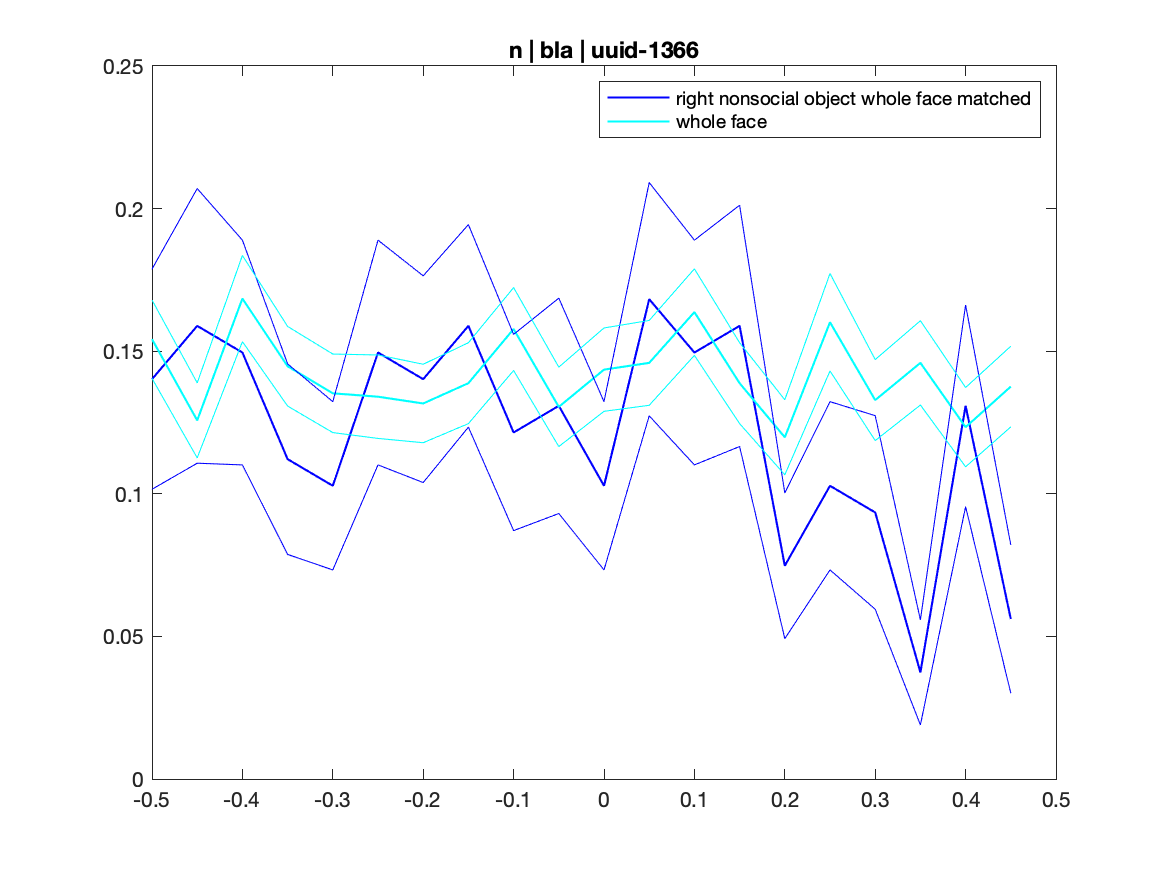 n | bla | uuid-1366
right nonsocial object whole face matched
whole face
0.25
0.2
0.15
0.1
0.05
0
-0.5 -0.4 -0.3 -0.2 -0.1 0 0.1 0.2 0.3 0.4 0.5